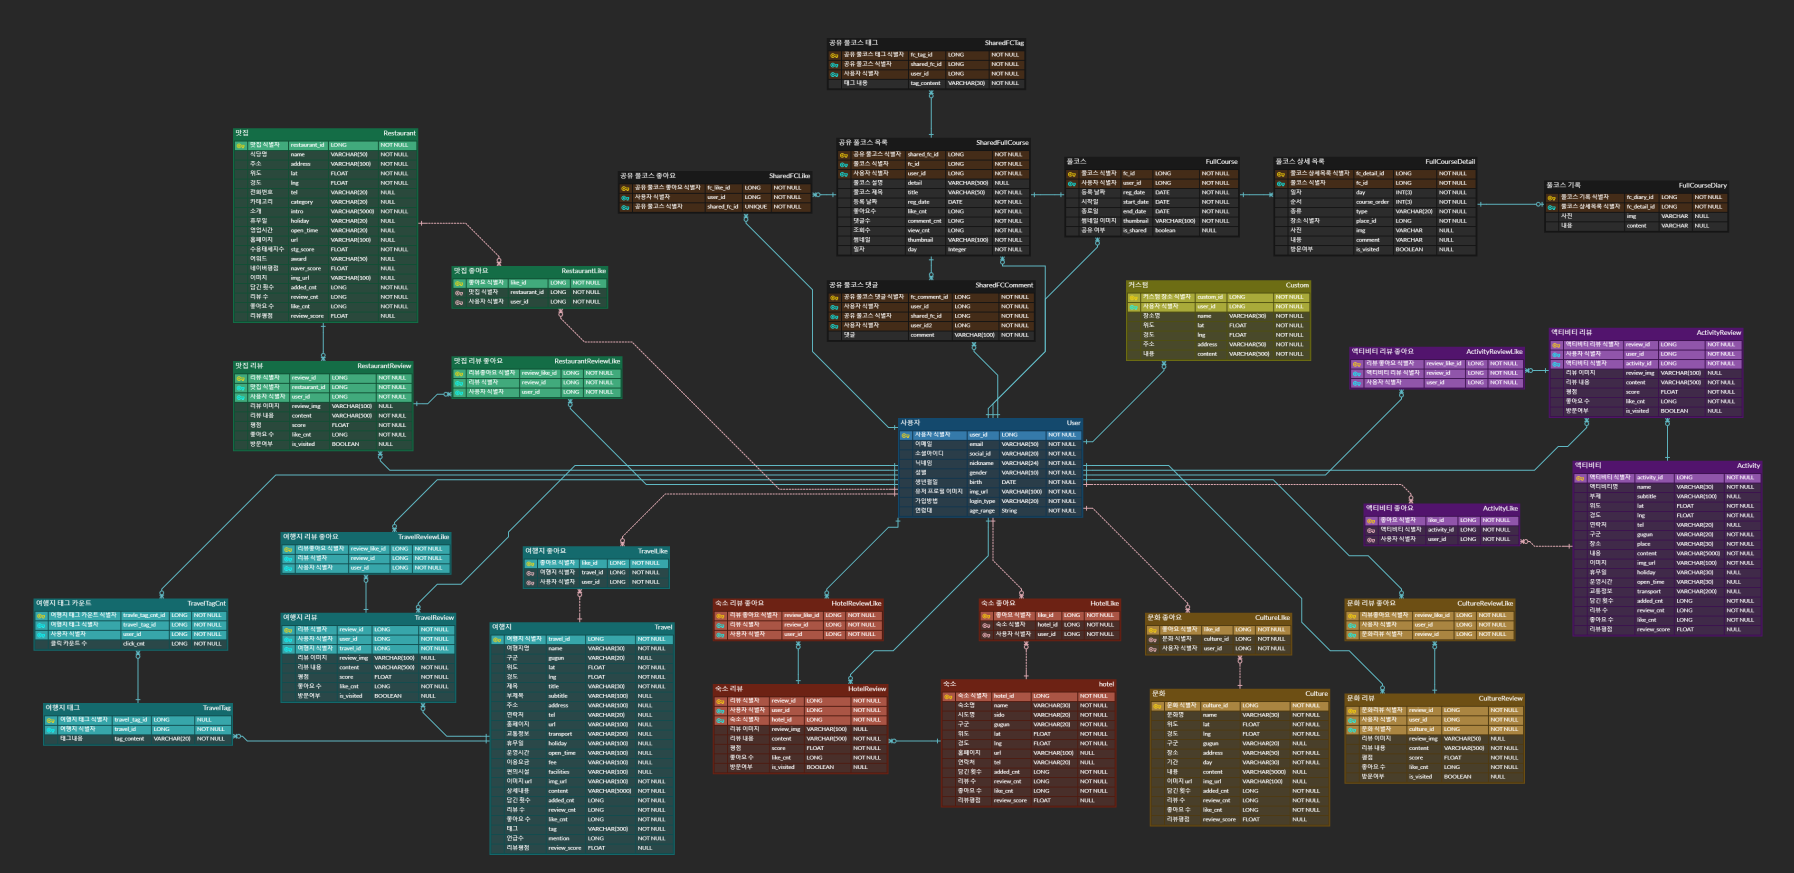 공유 풀코스 태그 SharedFCTag
공유 풀코스 태그 식별자 fc_tag_id LONG NOT NULL
공유 풀코스 식별자 shared_fc_id LONG NOT NULL
사용자 식별자 user_id LONG NOT NULL
태그 내용 tag_content VARCHAR(30) NOT NULL
맛집 Restaurant
맛집 식별자 restaurant_id LONG NOT NULL
식당명 name VARCHAR(50) NOT NULL
주소 address VARCHAR(100) NOT NULL
위도 lat FLOAT NOT NULL
경도 lng FLOAT NOT NULL
전화번호 tel VARCHAR(20) NULL
카테고리 category VARCHAR(20) NULL
소개 intro VARCHAR(5000) NOT NULL
휴무일 holiday VARCHAR(20) NULL
영업시간 open_time VARCHAR(20) NULL
홈페이지 url VARCHAR(100) NULL
수용태세지수 stg_score FLOAT NOT NULL
어워드 award VARCHAR(50) NULL
네이버평점 naver_score FLOAT NULL
이미지 img_url VARCHAR(100) NULL
담긴 횟수 added_cnt LONG NOT NULL
리뷰 수 review_cnt LONG NOT NULL
좋아요 수 like_cnt LONG NOT NULL
리뷰평점 review_score FLOAT NULL
공유 풀코스 목록 SharedFullCourse
공유 풀코스 식별자 shared_fc_id LONG NOT NULL
풀코스 식별자 fc_id LONG NOT NULL
사용자 식별자 user_id LONG NOT NULL
풀코스 설명 detail VARCHAR(300) NULL
풀코스 제목 title VARCHAR(50) NOT NULL
등록 날짜 reg_date DATE NOT NULL
좋아요수 like_cnt LONG NOT NULL
댓글수 comment_cnt LONG NOT NULL
조회수 view_cnt LONG NOT NULL
썸네일 thumbnail VARCHAR(100) NOT NULL
일자 day Integer NOT NULL
공유 풀코스 좋아요 SharedFCLike
공유 풀코스 좋아요 식별자 fc_like_id LONG NOT NULL
사용자 식별자 user_id LONG NOT NULL
공유 풀코스 식별자 shared_fc_id UNIQUE NOT NULL
풀코스 FullCourse
풀코스 식별자 fc_id LONG NOT NULL
사용자 식별자 user_id LONG NOT NULL
등록 날짜 reg_date DATE NOT NULL
시작일 start_date DATE NOT NULL
종료일 end_date DATE NOT NULL
썸네일 이미지 thumbnail VARCHAR(100) NOT NULL
공유 여부 is_shared boolean NULL
풀코스 상세 목록 FullCourseDetail
풀코스 상세목록 식별자 fc_detail_id LONG NOT NULL
풀코스 식별자 fc_id LONG NOT NULL
일자 day INT(3) NOT NULL
순서 course_order INT(3) NOT NULL
종류 type VARCHAR(20) NOT NULL
장소 식별자 place_id LONG NOT NULL
사진 img VARCHAR NULL
내용 comment VARCHAR NULL
방문여부 is_visited BOOLEAN NULL
풀코스 기록 FullCourseDiary
풀코스 기록 식별자 fc_diary_id LONG NOT NULL
풀코스 상세목록 식별자 fc_detail_id LONG NOT NULL
사진 img VARCHAR NULL
내용 content VARCHAR NULL
맛집 좋아요 RestaurantLike
좋아요 식별자 like_id LONG NOT NULL
맛집 식별자 restaurant_id LONG NOT NULL
사용자 식별자 user_id LONG NOT NULL
공유 풀코스 댓글 SharedFCComment
공유 풀코스 댓글 식별자 fc_comment_id LONG NOT NULL
사용자 식별자 user_id LONG NOT NULL
공유 풀코스 식별자 shared_fc_id LONG NOT NULL
사용자 식별자 user_id2 LONG NOT NULL
댓글 comment VARCHAR(100) NOT NULL
커스텀 Custom
커스텀 장소 식별자 custom_id LONG NOT NULL
사용자 식별자 user_id LONG NOT NULL
장소명 name VARCHAR(30) NOT NULL
위도 lat FLOAT NOT NULL
경도 lng FLOAT NOT NULL
주소 address VARCHAR(50) NOT NULL
내용 content VARCHAR(300) NOT NULL
맛집 리뷰 RestaurantReview
리뷰 식별자 review_id LONG NOT NULL
맛집 식별자 restaurant_id LONG NOT NULL
사용자 식별자 user_id LONG NOT NULL
리뷰 이미지 review_img VARCHAR(100) NULL
리뷰 내용 content VARCHAR(500) NOT NULL
평점 score FLOAT NOT NULL
좋아요 수 like_cnt LONG NOT NULL
방문여부 is_visited BOOLEAN NULL
맛집 리뷰 좋아요 RestaurantReviewLike
리뷰좋아요 식별자 review_like_id LONG NOT NULL
리뷰 식별자 review_id LONG NOT NULL
사용자 식별자 user_id LONG NOT NULL
액티비티 리뷰 좋아요 ActivityReviewLike
리뷰 좋아요 식별자 review_like_id LONG NOT NULL
액티비티 리뷰 식별자 review_id LONG NOT NULL
사용자 식별자 user_id LONG NOT NULL
액티비티 리뷰 ActivityReview
액티비티 리뷰 식별자 review_id LONG NOT NULL
사용자 식별자 user_id LONG NOT NULL
액티비티 식별자 activity_id LONG NOT NULL
리뷰 이미지 review_img VARCHAR(100) NULL
리뷰 내용 content VARCHAR(500) NOT NULL
평점 score FLOAT NOT NULL
좋아요 수 like_cnt LONG NOT NULL
방문여부 is_visited BOOLEAN NULL
사용자 User
사용자 식별자 user_id LONG NOT NULL
이메일 email VARCHAR(50) NOT NULL
소셜아이디 social_id VARCHAR(20) NOT NULL
닉네임 nickname VARCHAR(24) NOT NULL
성별 gender VARCHAR(10) NOT NULL
생년월일 birth DATE NOT NULL
유저 프로필 이미지 img_url VARCHAR(100) NOT NULL
가입방법 login_type VARCHAR(20) NOT NULL
연령대 age_range String NOT NULL
액티비티 Activity
액티비티 식별자 activity_id LONG NOT NULL
액티비티명 name VARCHAR(30) NOT NULL
부제 subtitle VARCHAR(100) NULL
위도 lat FLOAT NOT NULL
경도 lng FLOAT NOT NULL
연락처 tel VARCHAR(20) NULL
구군 gugun VARCHAR(20) NOT NULL
장소 place VARCHAR(30) NOT NULL
내용 content VARCHAR(5000) NOT NULL
이미지 img_url VARCHAR(100) NOT NULL
휴무일 holiday VARCHAR(30) NULL
운영시간 open_time VARCHAR(30) NULL
교통정보 transport VARCHAR(200) NULL
담긴 횟수 added_cnt LONG NOT NULL
리뷰 수 review_cnt LONG NOT NULL
좋아요 수 like_cnt LONG NOT NULL
리뷰평점 review_score FLOAT NULL
액티비티 좋아요 ActivityLike
좋아요 식별자 like_id LONG NOT NULL
액티비티 식별자 activity_id LONG NOT NULL
사용자 식별자 user_id LONG NOT NULL
여행지 리뷰 좋아요 TravelReviewLike
리뷰좋아요 식별자 review_like_id LONG NOT NULL
리뷰 식별자 review_id LONG NOT NULL
사용자 식별자 user_id LONG NOT NULL
여행지 좋아요 TravelLike
좋아요 식별자 like_id LONG NOT NULL
여행지 식별자 travel_id LONG NOT NULL
사용자 식별자 user_id LONG NOT NULL
여행지 태그 카운트 TravelTagCnt
여행지 태그 카운트 식별자 travle_tag_cnt_id LONG NOT NULL
여행지 태그 식별자 travel_tag_id LONG NOT NULL
사용자 식별자 user_id LONG NOT NULL
클릭 카운트 수 click_cnt LONG NOT NULL
여행지 리뷰 TravelReview
리뷰 식별자 review_id LONG NOT NULL
사용자 식별자 user_id LONG NOT NULL
여행지 식별자 travel_id LONG NOT NULL
리뷰 이미지 review_img VARCHAR(100) NULL
리뷰 내용 content VARCHAR(500) NOT NULL
평점 score FLOAT NOT NULL
좋아요 수 like_cnt LONG NOT NULL
방문여부 is_visited BOOLEAN NULL
여행지 Travel
여행지 식별자 travel_id LONG NOT NULL
여행지명 name VARCHAR(30) NOT NULL
구군 gugun VARCHAR(20) NOT NULL
위도 lat FLOAT NOT NULL
경도 lng FLOAT NOT NULL
제목 title VARCHAR(30) NOT NULL
부제목 subtitle VARCHAR(100) NULL
주소 address VARCHAR(100) NULL
연락처 tel VARCHAR(20) NULL
홈페이지 url VARCHAR(100) NULL
교통정보 transport VARCHAR(200) NULL
휴무일 holiday VARCHAR(100) NULL
운영시간 open_time VARCHAR(100) NULL
이용요금 fee VARCHAR(100) NULL
편의시설 facilities VARCHAR(100) NULL
이미지 url img_url VARCHAR(100) NOT NULL
상세내용 content VARCHAR(5000) NOT NULL
담긴 횟수 added_cnt LONG NOT NULL
리뷰 수 review_cnt LONG NOT NULL
좋아요 수 like_cnt LONG NOT NULL
태그 tag VARCHAR(300) NOT NULL
언급수 mention LONG NOT NULL
리뷰평점 review_score FLOAT NULL
숙소 리뷰 좋아요 HotelReviewLike
리뷰 좋아요 식별자 review_like_id LONG NOT NULL
리뷰 식별자 review_id LONG NOT NULL
사용자 식별자 user_id LONG NOT NULL
숙소 좋아요 HotelLike
좋아요 식별자 like_id LONG NOT NULL
숙소 식별자 hotel_id LONG NOT NULL
사용자 식별자 user_id LONG NOT NULL
문화 좋아요 CultureLike
좋아요 식별자 like_id LONG NOT NULL
문화 식별자 culture_id LONG NOT NULL
사용자 식별자 user_id LONG NOT NULL
문화 리뷰 좋아요 CultureReviewLike
리뷰좋아요 식별자 review_like_id LONG NOT NULL
사용자 식별자 user_id LONG NOT NULL
문화리뷰 식별자 review_id LONG NOT NULL
여행지 태그 TravelTag
여행지 태그 식별자 travel_tag_id LONG NULL
여행지 식별자 travel_id LONG NOT NULL
태그내용 tag_content VARCHAR(20) NOT NULL
숙소 리뷰 HotelReview
리뷰 식별자 review_id LONG NOT NULL
사용자 식별자 user_id LONG NOT NULL
숙소 식별자 hotel_id LONG NOT NULL
리뷰 이미지 review_img VARCHAR(100) NULL
리뷰 내용 content VARCHAR(500) NOT NULL
평점 score FLOAT NOT NULL
좋아요 수 like_cnt LONG NOT NULL
방문여부 is_visited BOOLEAN NULL
숙소 hotel
숙소 식별자 hotel_id LONG NOT NULL
숙소명 name VARCHAR(30) NOT NULL
시도명 sido VARCHAR(20) NOT NULL
구군 gugun VARCHAR(20) NOT NULL
위도 lat FLOAT NOT NULL
경도 lng FLOAT NOT NULL
홈페이지 url VARCHAR(100) NULL
연락처 tel VARCHAR(20) NULL
담긴 횟수 added_cnt LONG NOT NULL
리뷰 수 review_cnt LONG NOT NULL
좋아요 수 like_cnt LONG NOT NULL
리뷰평점 review_score FLOAT NULL
문화 Culture
문화 식별자 culture_id LONG NOT NULL
문화명 name VARCHAR(30) NOT NULL
위도 lat FLOAT NOT NULL
경도 lng FLOAT NOT NULL
구군 gugun VARCHAR(20) NULL
장소 address VARCHAR(50) NOT NULL
기간 day VARCHAR(30) NOT NULL
내용 content VARCHAR(5000) NOT NULL
이미지 url img_url VARCHAR(100) NULL
담긴 횟수 added_cnt LONG NOT NULL
리뷰 수 review_cnt LONG NOT NULL
좋아요 수 like_cnt LONG NOT NULL
리뷰평점 review_score FLOAT NULL
문화 리뷰 CultureReview
문화리뷰 식별자 review_id LONG NOT NULL
사용자 식별자 user_id LONG NOT NULL
문화 식별자 culture_id LONG NOT NULL
리뷰 이미지 review_img VARCHAR(50) NULL
리뷰 내용 content VARCHAR(500) NOT NULL
평점 score FLOAT NOT NULL
좋아요 수 like_cnt LONG NOT NULL
방문여부 is_visited BOOLEAN NULL